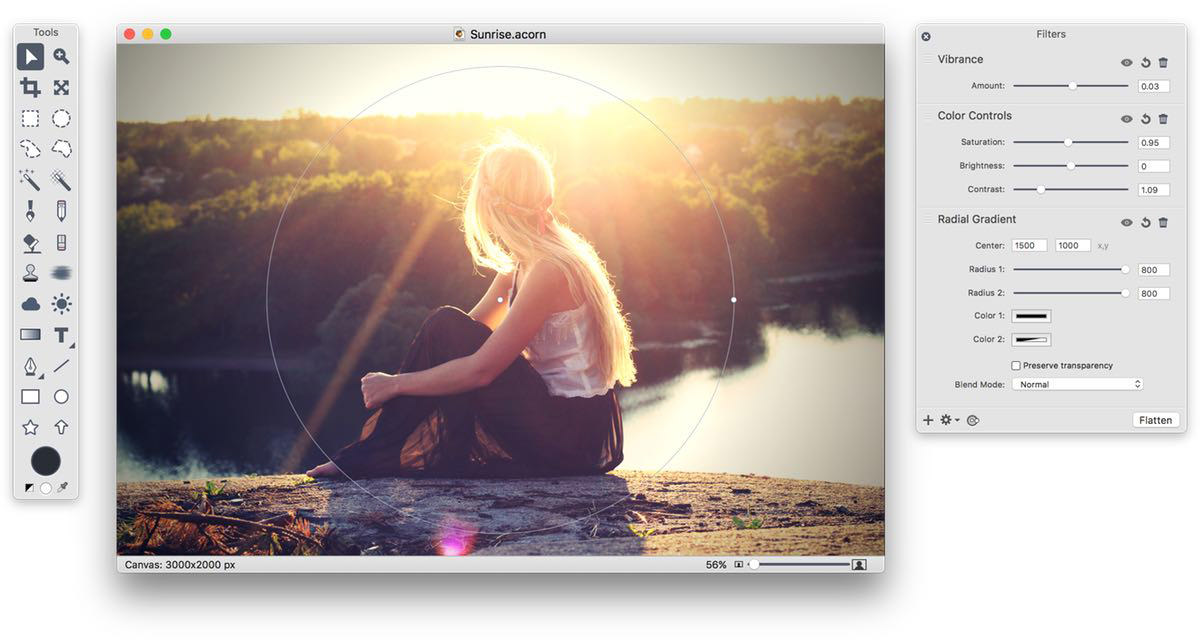 Tools
Sunrise.acorn
Canvas: 3000x2000 px
56%
Filters
Vibrance
Amount: 0.03
Color Controls
Saturation: 0.95
Brightness: 0
Contrast: 1.09
Radial Gradient
Center: 1500 1000 x,y
Radius 1: 800
Radius 2: 800
Color 1:
Color 2:
Preserve transparency
Blend Mode: Normal
Flatten